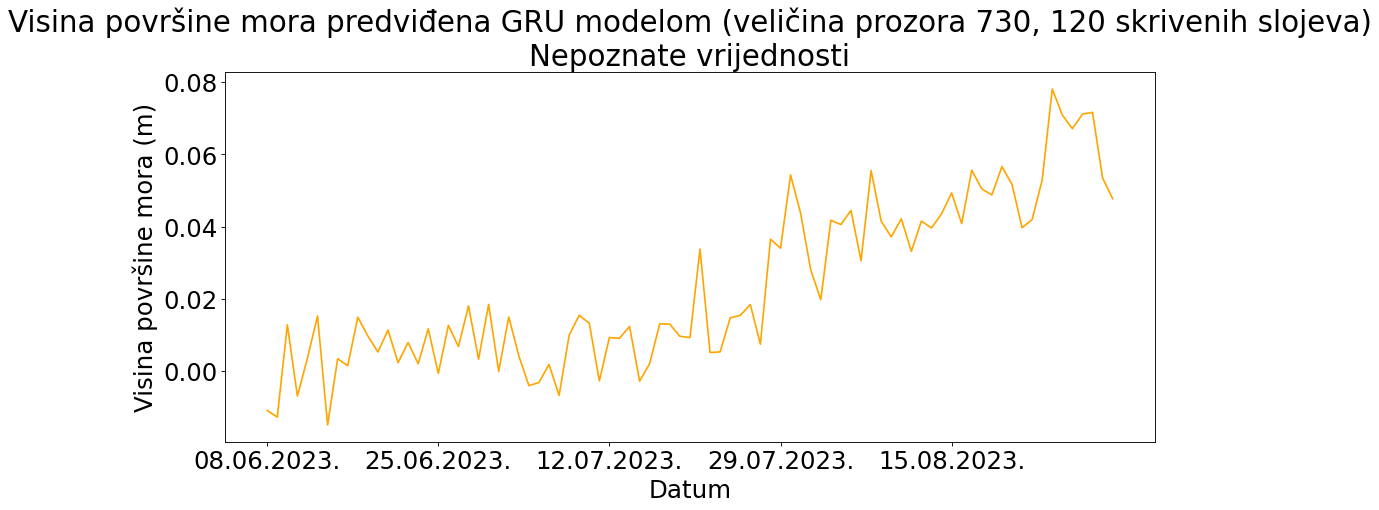 Visina površine mora predviđena GRU modelom (veličina prozora 730, 120 skrivenih slojeva)
Nepoznate vrijednosti
Visina površine mora (m)
0.08
0.06
0.04
0.02
0.00
08.06.2023. 25.06.2023. 12.07.2023. 29.07.2023. 15.08.2023.
Datum